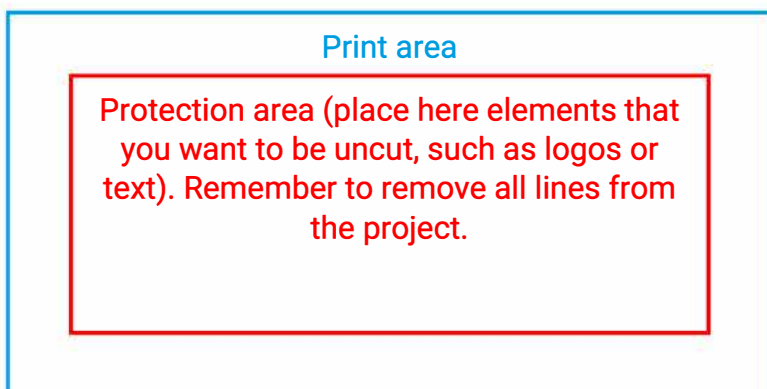 Print area
Protection area (place here elements that
you want to be uncut, such as logos or
text). Remember to remove all lines from
the project.